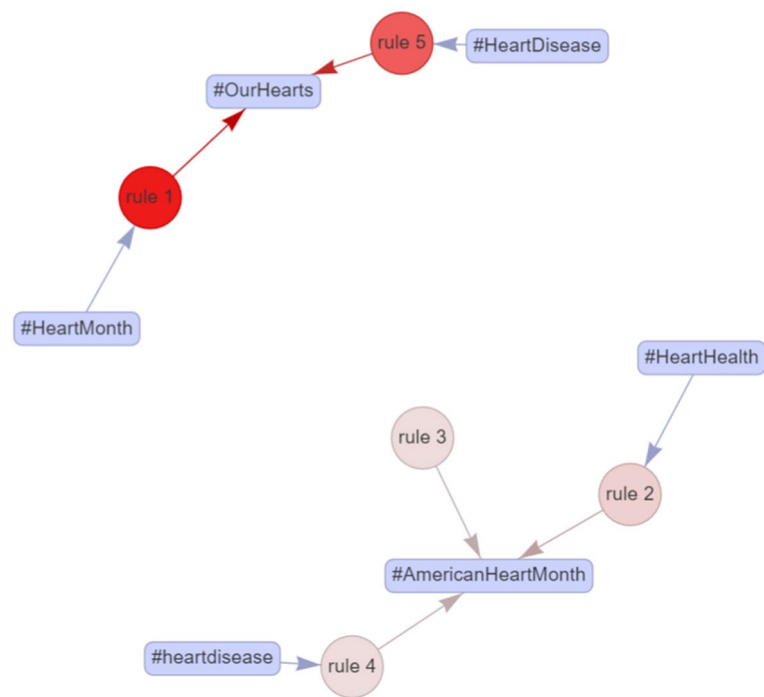 rule 5
#HeartDisease
#OurHearts
rule 1
#HeartMonth
#HeartHealth
rule 3
rule 2
#AmericanHeartMonth
#heartdisease
rule 4